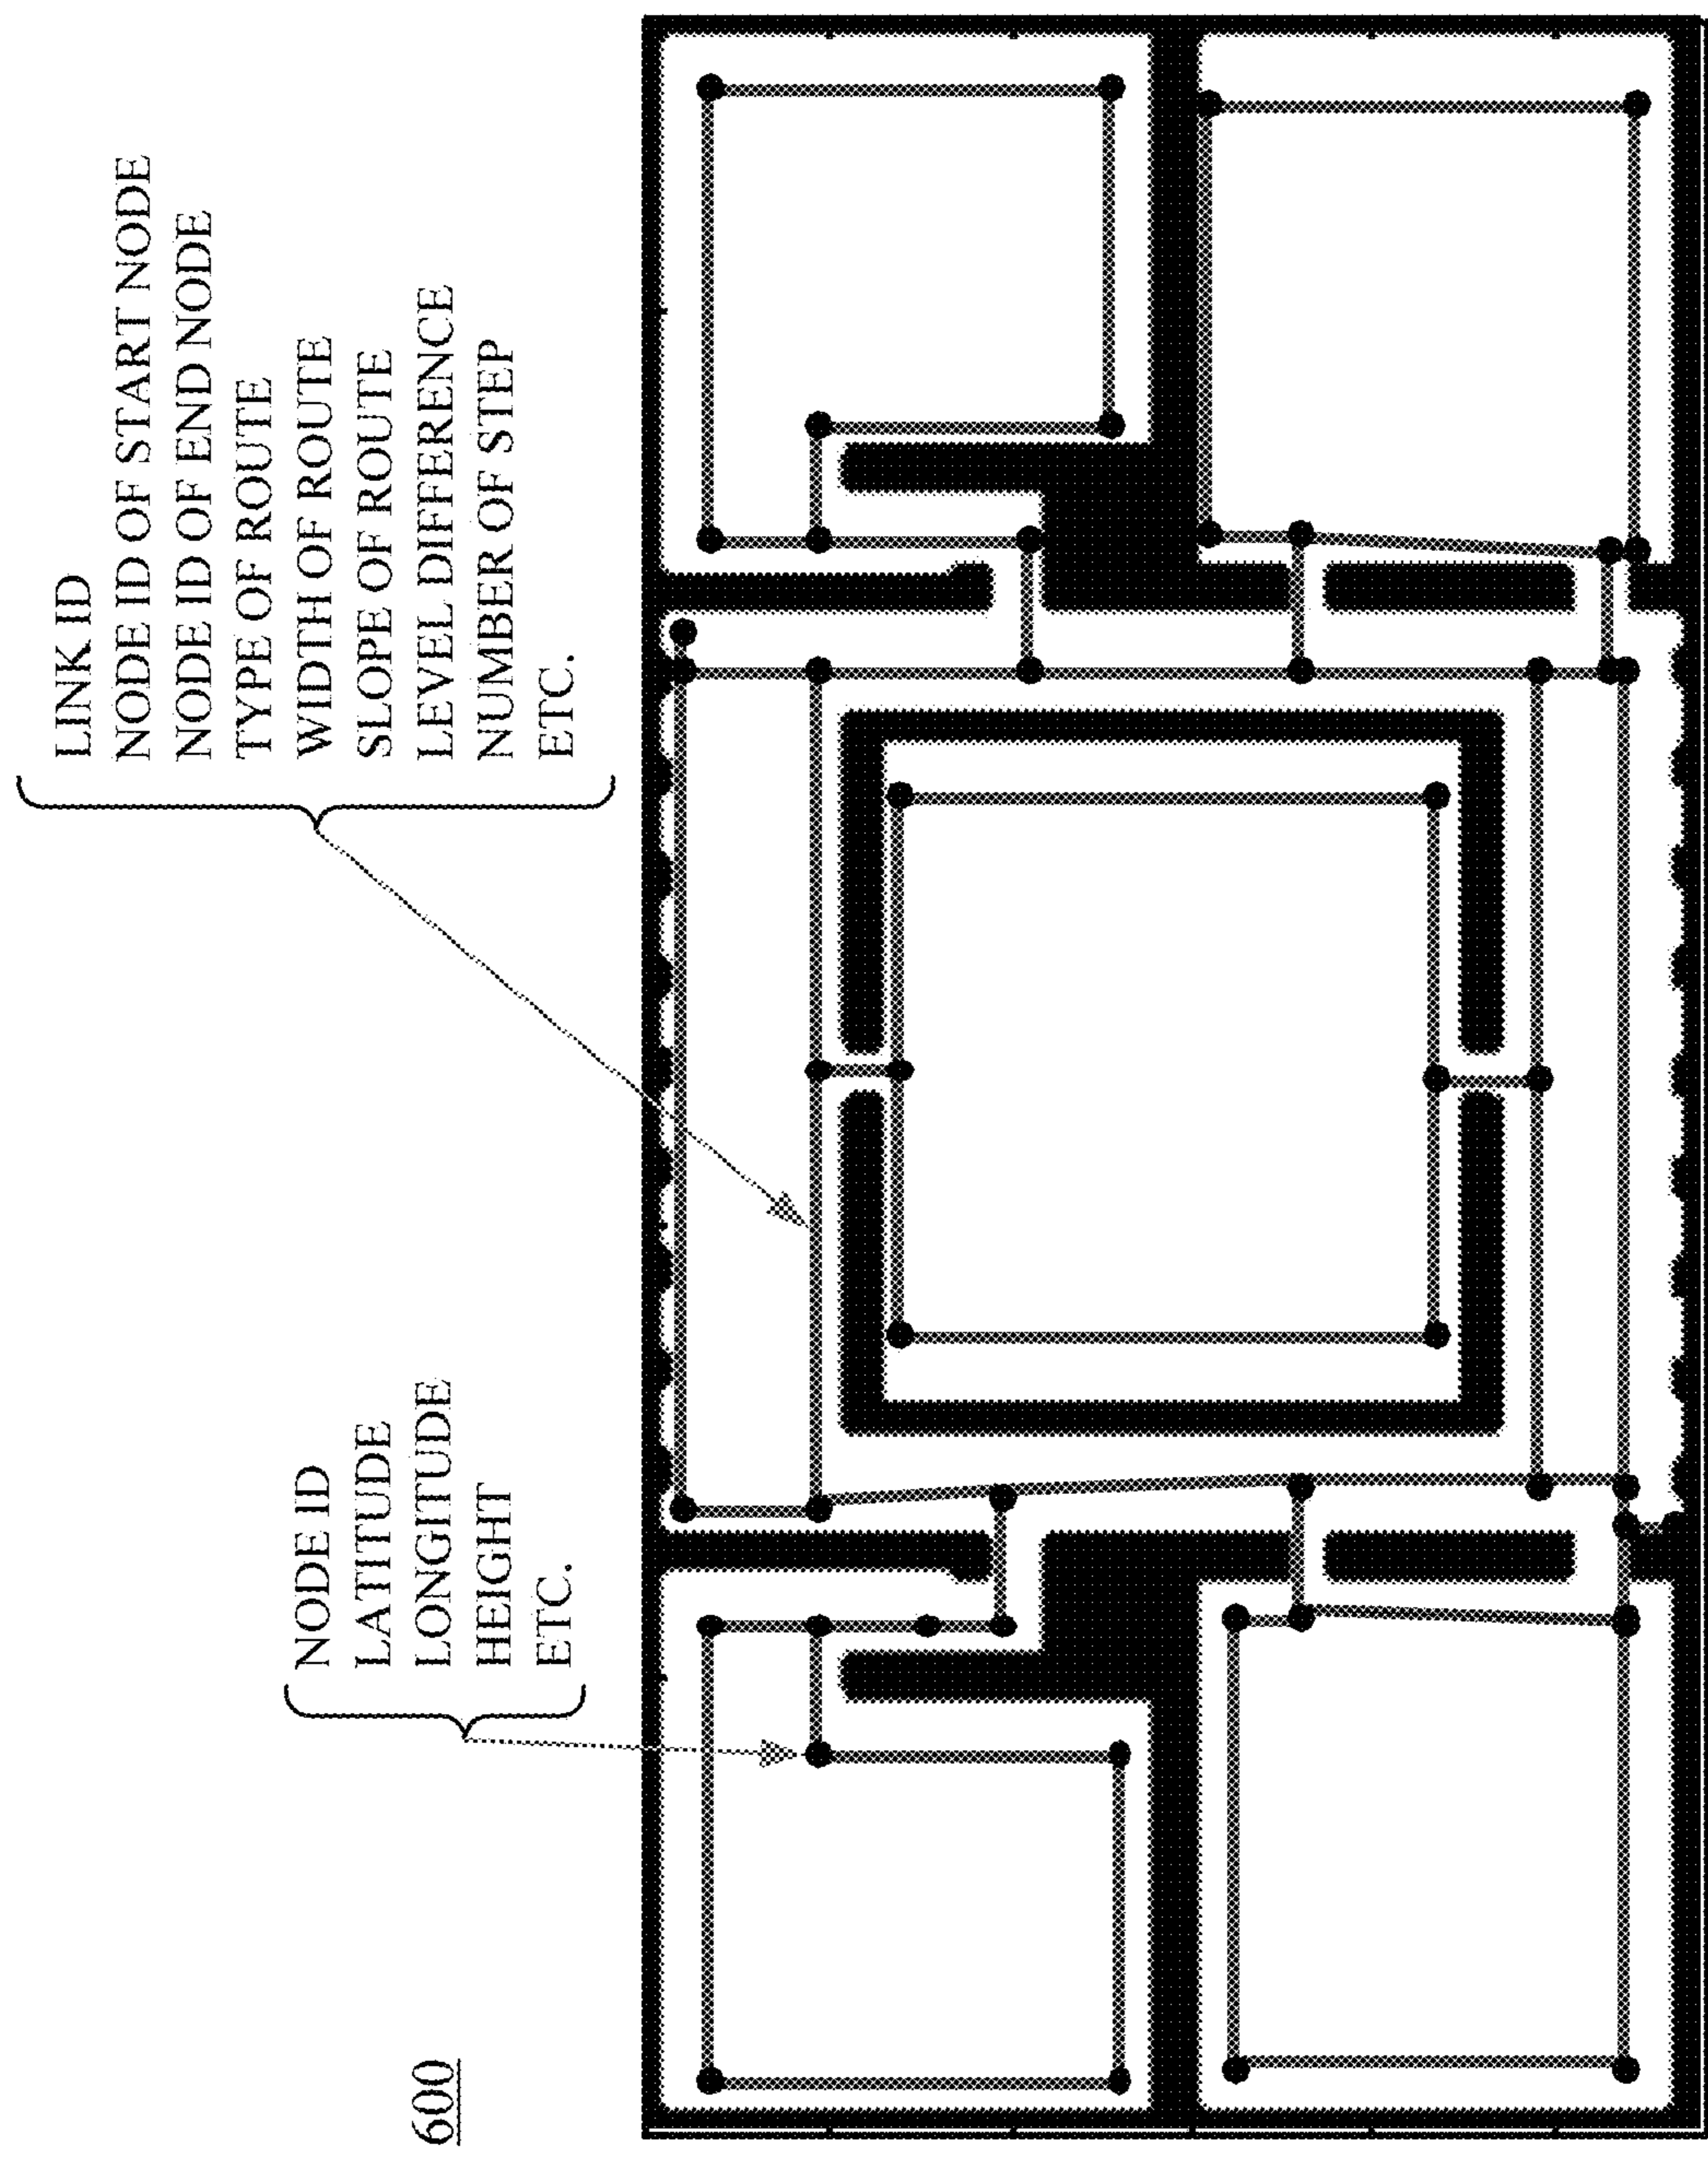 600
NODE ID
LATITUDE
LONGITUDE
HEIGHT
ETC.
LINK ID
NODE ID OF START NODE
NODE ID OF END NODE
TYPE OF ROUTE
WIDTH OF ROUTE
SLOPE OF ROUTE
LEVEL DIFFERENCE
NUMBER OF STEP
ETC.